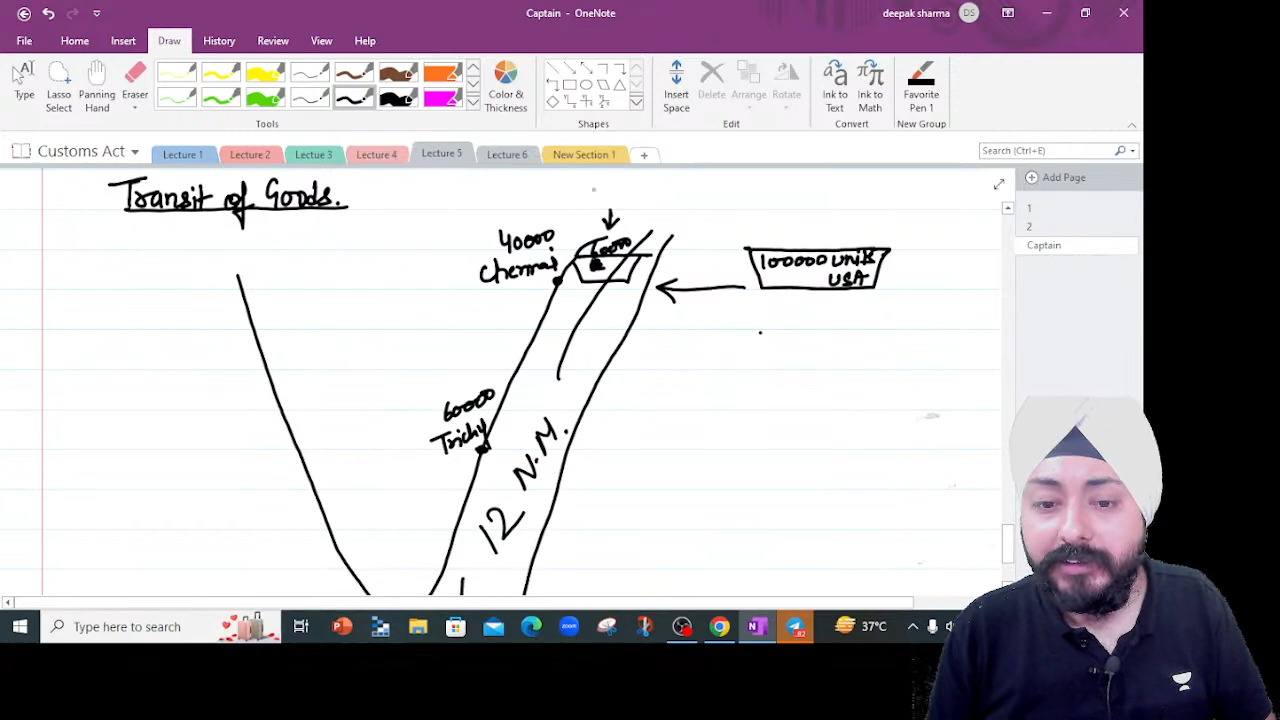 Captain - OneNote
deepak sharma DS
File Home Insert Draw History Review View Help
Type
Lasso Select
Panning Hand
Eraser
Color & Thickness
Insert Space
Delete
Arrange
Rotate
Ink to Text
Ink to Math
Favorite Pen 1
Tools Shapes Edit Convert New Group
Customs Act Lecture 1 Lecture 2 Lectue 3 Lecture 4 Lecture 5 Lecture 6 New Section 1 Search (Ctrl+E)
Add Page
1
2
Captain
Transit of Goods.
40000
Chennai
60000
100000 units
USA
60000
Trichy
12 N.M.
Type here to search
82
37°C